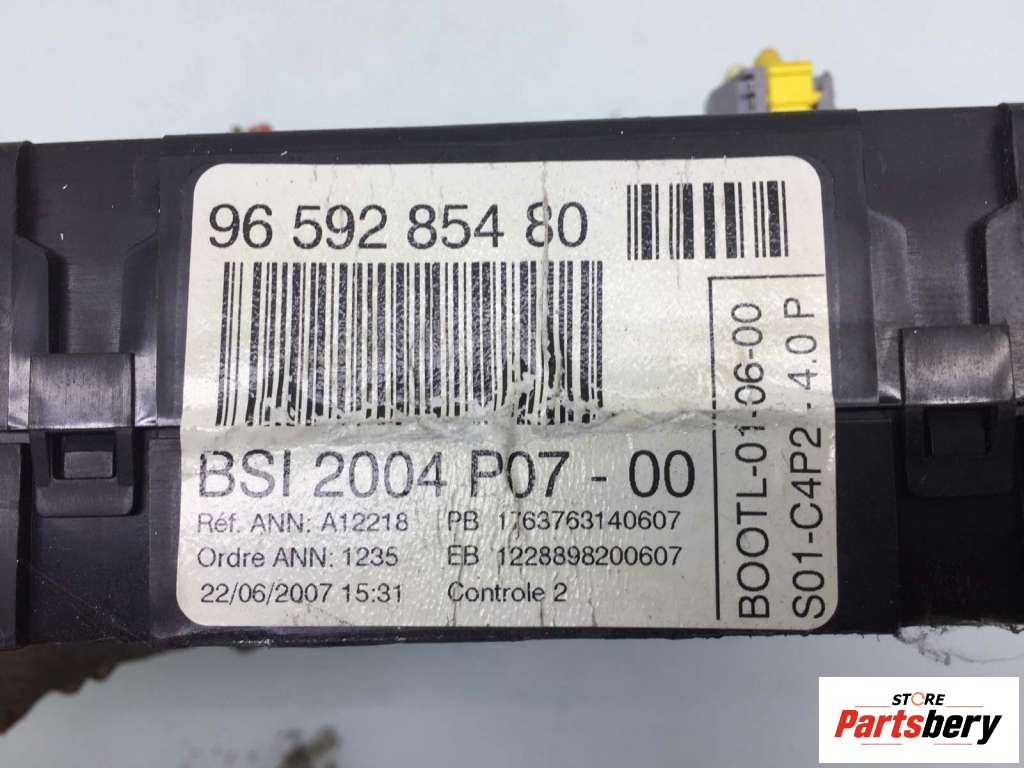 96 592 854 80
BSI 2004 P07 - 00
Réf. ANN: A12218 PB 1763763140607
Ordre ANN: 1235 EB 1228898200607
22/06/2007 15:31 Controle 2
BOOTL-01-06-00
S01-C4P2 - 4.0 P
STORE
Partsbery